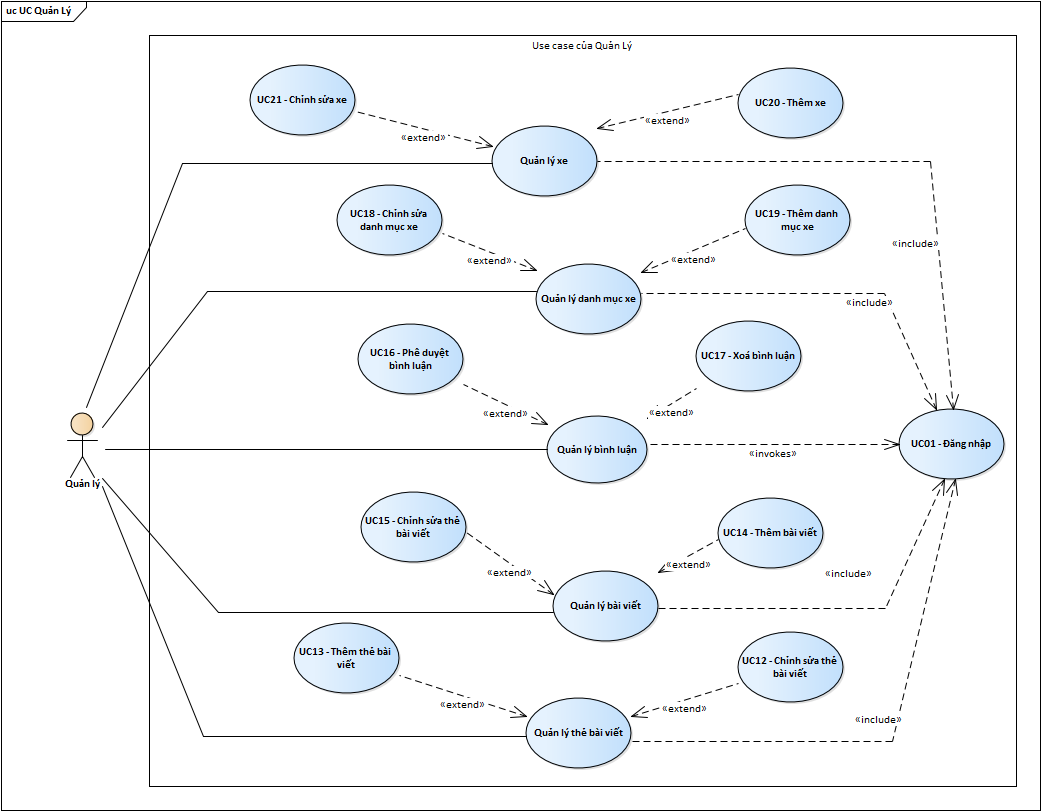 uc UC Quản Lý
Use case của Quản Lý
UC21 - Chỉnh sửa xe
UC20 - Thêm xe
«extend»
«extend»
Quản lý xe
UC18 - Chỉnh sửa
danh mục xe
UC19 - Thêm danh
mục xe
«include»
«extend»
«extend»
Quản lý danh mục xe
«include»
UC16 - Phê duyệt
bình luận
UC17 - Xoá bình luận
«extend»
«extend»
Quản lý bình luận
«invokes»
UC01 - Đăng nhập
Quản lý
UC15 - Chỉnh sửa thẻ
bài viết
UC14 - Thêm bài viết
«extend»
«extend»
«include»
Quản lý bài viết
UC13 - Thêm thẻ bài
viết
UC12 - Chỉnh sửa thẻ
bài viết
«extend»
«extend»
«include»
Quản lý thẻ bài viết